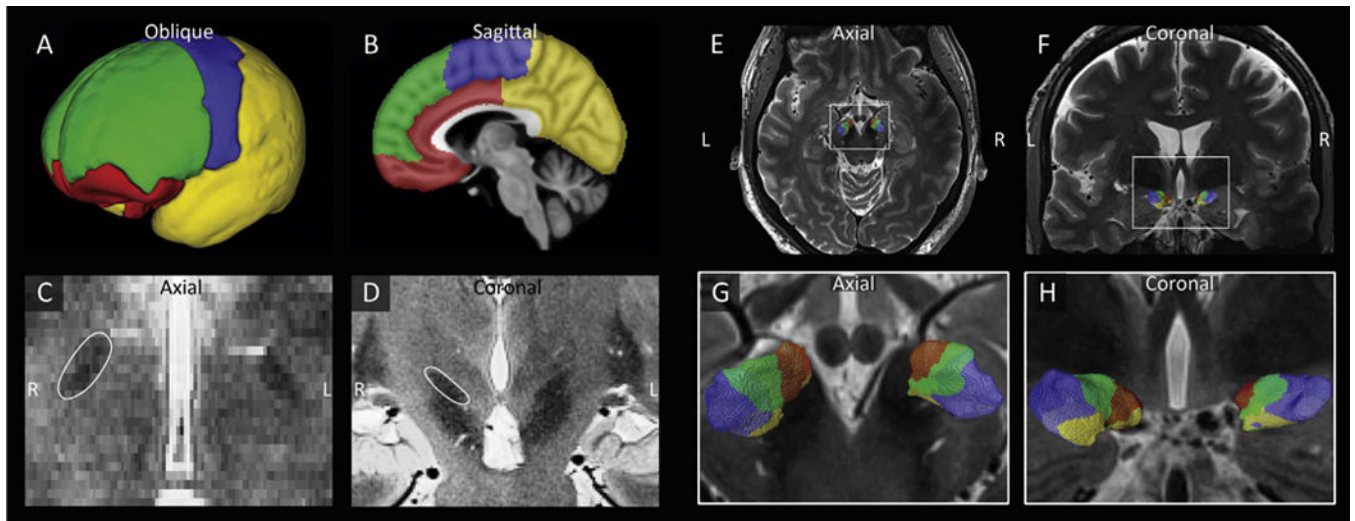 A Oblique
B Sagittal
E Axial
F Coronal
L R L R
C Axial
D Coronal
G Axial
H Coronal
R L R L